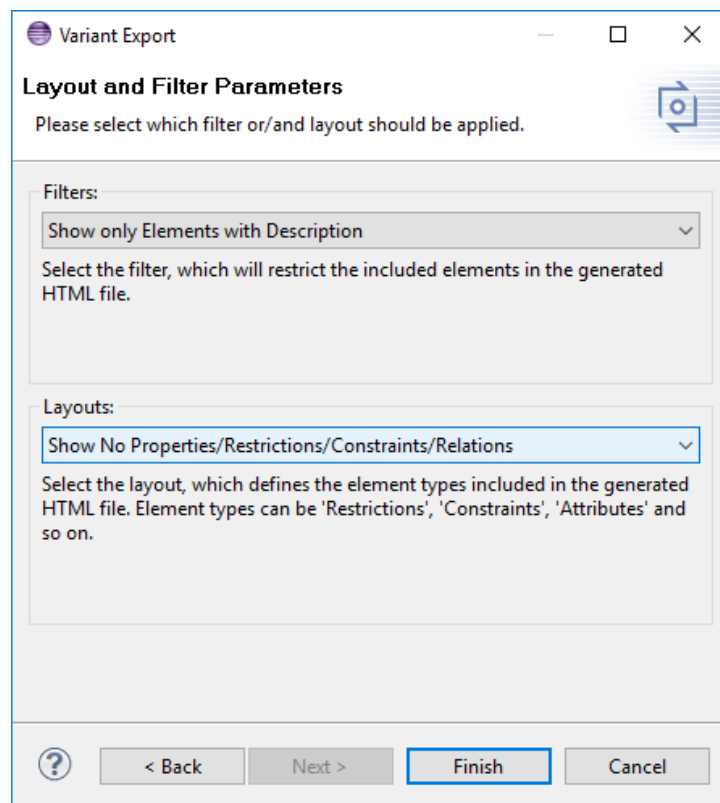 Variant Export
Layout and Filter Parameters
Please select which filter or/and layout should be applied.
Filters:
Show only Elements with Description
Select the filter, which will restrict the included elements in the generated
HTML file.
Layouts:
Show No Properties/Restrictions/Constraints/Relations
Select the layout, which defines the element types included in the generated
HTML file. Element types can be 'Restrictions', 'Constraints', 'Attributes' and
so on.
?
< Back
Next >
Finish
Cancel